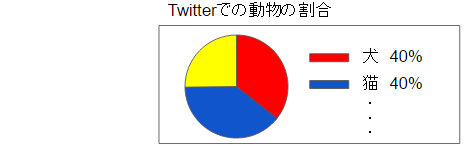 Twitterでの動物の割合
犬 40%
猫 40%
・
・
・